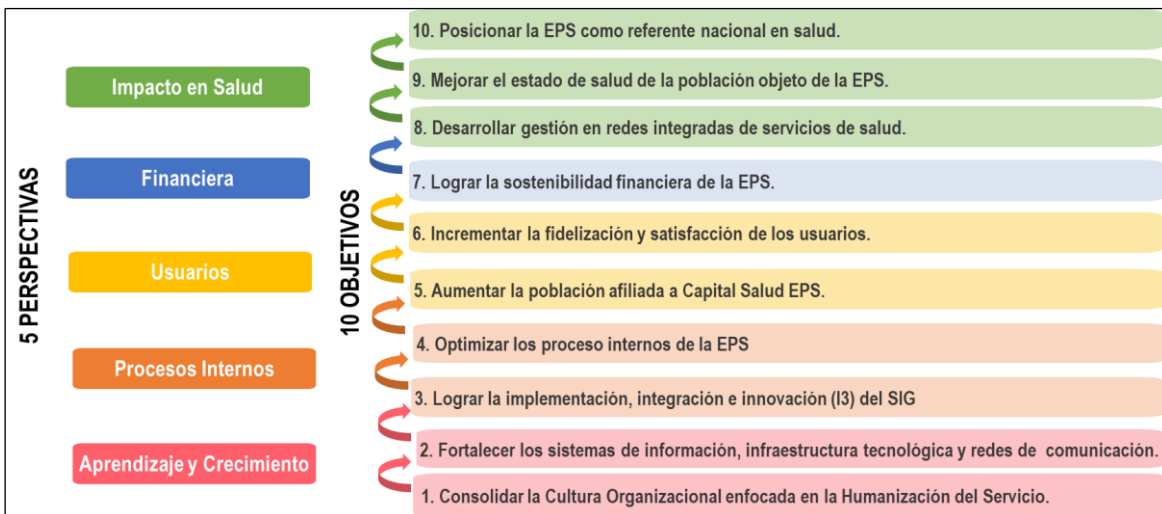 5 PERSPECTIVAS
Impacto en Salud
Financiera
Usuarios
Procesos Internos
Aprendizaje y Crecimiento
10 OBJETIVOS
10. Posicionar la EPS como referente nacional en salud.
9. Mejorar el estado de salud de la población objeto de la EPS.
8. Desarrollar gestión en redes integradas de servicios de salud.
7. Lograr la sostenibilidad financiera de la EPS.
6. Incrementar la fidelización y satisfacción de los usuarios.
5. Aumentar la población afiliada a Capital Salud EPS.
4. Optimizar los proceso internos de la EPS
3. Lograr la implementación, integración e innovación (I3) del SIG
2. Fortalecer los sistemas de información, infraestructura tecnológica y redes de comunicación.
1. Consolidar la Cultura Organizacional enfocada en la Humanización del Servicio.